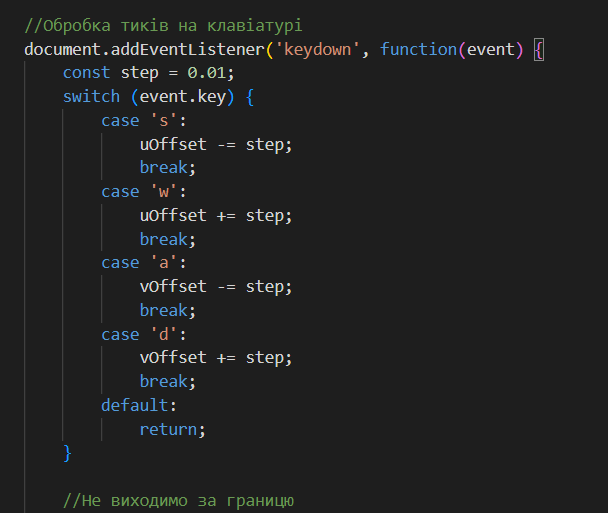 //Обробка тиків на клавіатурі
document.addEventListener('keydown', function(event) {
    const step = 0.01;
    switch (event.key) {
        case 's':
            uOffset -= step;
            break;
        case 'w':
            uOffset += step;
            break;
        case 'a':
            vOffset -= step;
            break;
        case 'd':
            vOffset += step;
            break;
        default:
            return;
    }
    //Не виходимо за границю